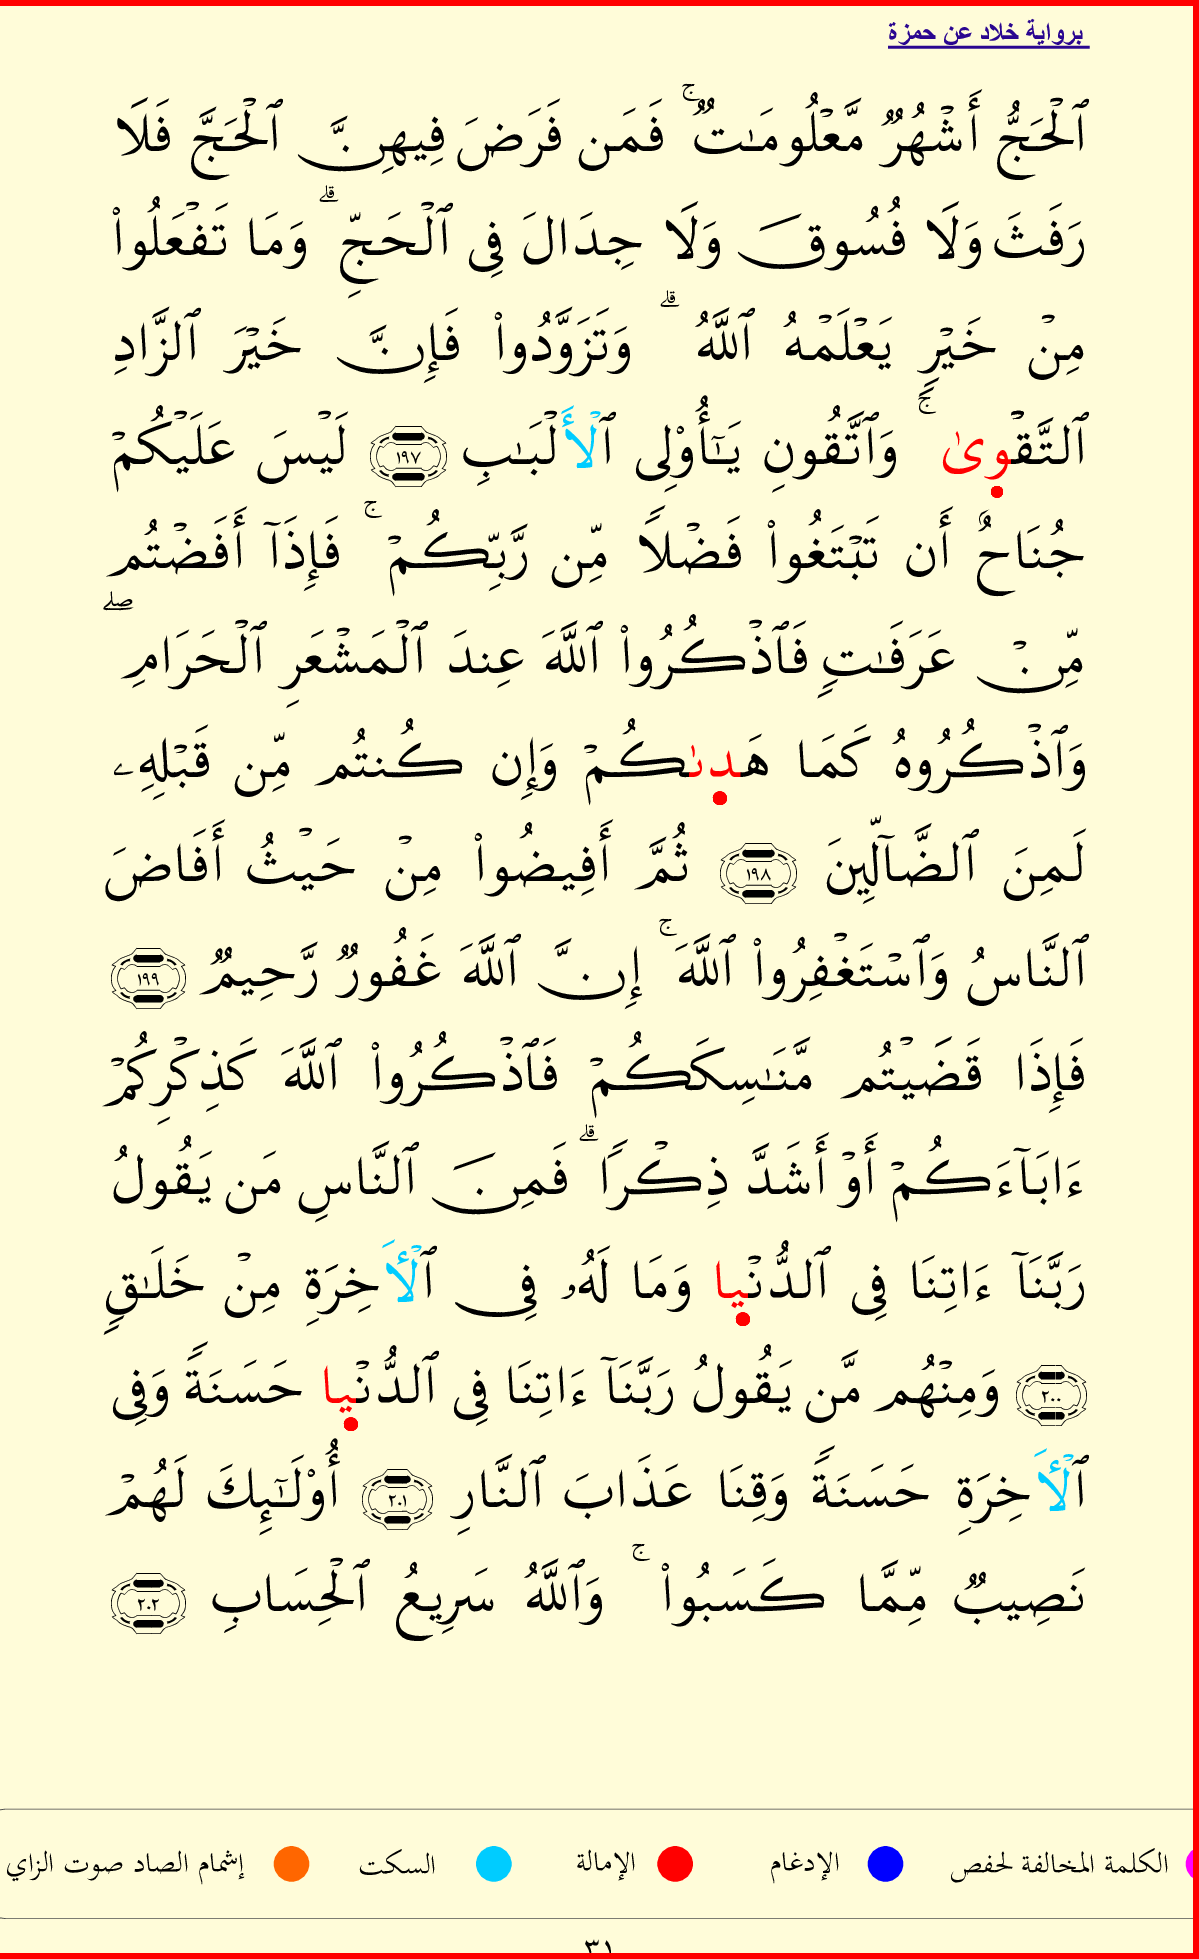 برواية خلاد عن حمزة
ٱلْحَجُّ أَشْهُرٌ مَّعْلُومَـٰتٌ ۚ فَمَن فَرَضَ فِيهِنَّ ٱلْحَجَّ فَلَا
رَفَثَ وَلَا فُسُوقَ وَلَا جِدَالَ فِى ٱلْحَجِّ ۗ وَمَا تَفْعَلُوا۟
مِنْ خَيْرٍ يَعْلَمْهُ ٱللَّهُ ۗ وَتَزَوَّدُوا۟ فَإِنَّ خَيْرَ ٱلزَّادِ
ٱلتَّقْوىٰ ۚ وَٱتَّقُونِ يَـٰٓأُو۟لِى ٱلْأَلْبَـٰبِ ١٩٧ لَيْسَ عَلَيْكُمْ
جُنَاحٌ أَن تَبْتَغُوا۟ فَضْلًا مِّن رَّبِّكُمْ ۚ فَإِذَآ أَفَضْتُم
مِّنْ عَرَفَـٰتٍ فَٱذْكُرُوا۟ ٱللَّهَ عِندَ ٱلْمَشْعَرِ ٱلْحَرَامِ ۖ
وَٱذْكُرُوهُ كَمَا هَدىٰكُمْ وَإِن كُنتُم مِّن قَبْلِهِۦ
لَمِنَ ٱلضَّآلِّينَ ١٩٨ ثُمَّ أَفِيضُوا۟ مِنْ حَيْثُ أَفَاضَ
ٱلنَّاسُ وَٱسْتَغْفِرُوا۟ ٱللَّهَ ۚ إِنَّ ٱللَّهَ غَفُورٌ رَّحِيمٌ ١٩٩
فَإِذَا قَضَيْتُم مَّنَـٰسِكَكُمْ فَٱذْكُرُوا۟ ٱللَّهَ كَذِكْرِكُمْ
ءَابَآءَكُمْ أَوْ أَشَدَّ ذِكْرًا ۗ فَمِنَ ٱلنَّاسِ مَن يَقُولُ
رَبَّنَآ ءَاتِنَا فِى ٱلدُّنْيا وَمَا لَهُۥ فِى ٱلْأَخِرَةِ مِنْ خَلَـٰقٍ
٢٠٠ وَمِنْهُم مَّن يَقُولُ رَبَّنَآ ءَاتِنَا فِى ٱلدُّنْيا حَسَنَةً وَفِى
ٱلْأَخِرَةِ حَسَنَةً وَقِنَا عَذَابَ ٱلنَّارِ ٢٠١ أُو۟لَـٰٓئِكَ لَهُمْ
نَصِيبٌ مِّمَّا كَسَبُوا۟ ۚ وَٱللَّهُ سَرِيعُ ٱلْحِسَابِ ٢٠٢
الكلمة المخالفة لحفص الإدغام الإمالة السكت إشمام الصاد صوت الزاي
٣١